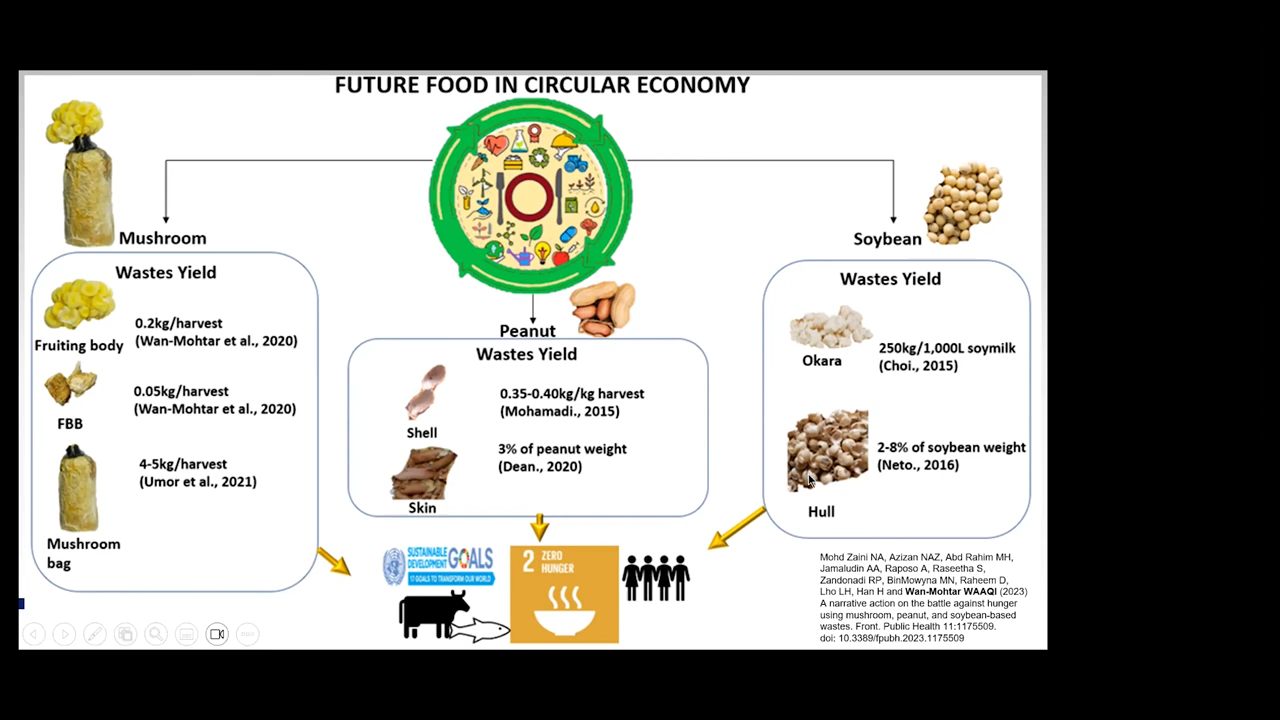 FUTURE FOOD IN CIRCULAR ECONOMY
Mushroom
Wastes Yield
Fruiting body
0.2kg/harvest
(Wan-Mohtar et al., 2020)
FBB
0.05kg/harvest
(Wan-Mohtar et al., 2020)
Mushroom
bag
4-5kg/harvest
(Umor et al., 2021)
Peanut
Wastes Yield
Shell
0.35-0.40kg/kg harvest
(Mohamadi., 2015)
Skin
3% of peanut weight
(Dean., 2020)
Soybean
Wastes Yield
Okara
250kg/1,000L soymilk
(Choi., 2015)
Hull
2-8% of soybean weight
(Neto., 2016)
SUSTAINABLE
DEVELOPMENT
GOALS
17 GOALS TO TRANSFORM OUR WORLD
2 ZERO
HUNGER
Mohd Zaini NA, Azizan NAZ, Abd Rahim MH,
Jamaludin AA, Raposo A, Raseetha S,
Zandonadi RP, BinMowyna MN, Raheem D,
Lho LH, Han H and Wan-Mohtar WAAQI (2023)
A narrative action on the battle against hunger
using mushroom, peanut, and soybean-based
wastes. Front. Public Health 11:1175509.
doi: 10.3389/fpubh.2023.1175509